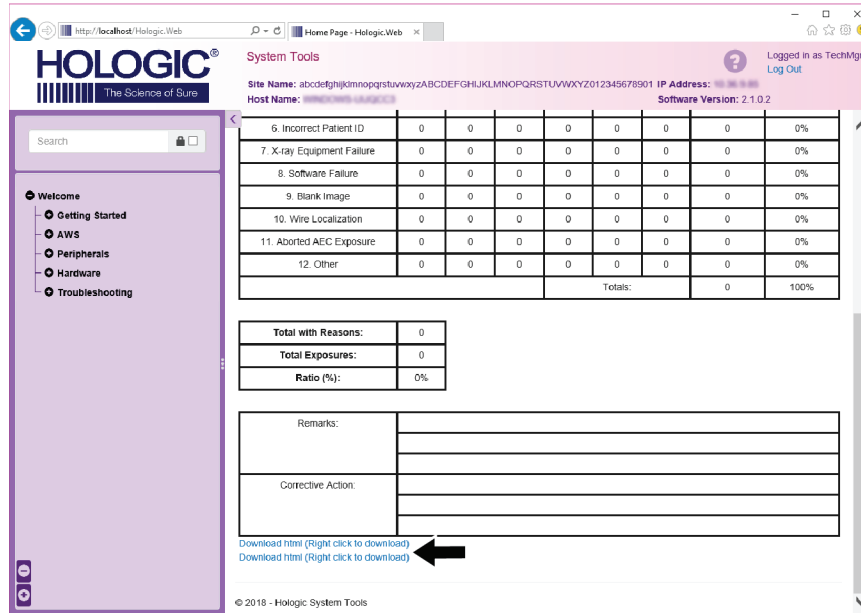 http://localhost/Hologic.Web
Home Page - Hologic.Web
HOLOGIC®
The Science of Sure
System Tools
Logged in as TechMgr
Log Out
Site Name: abcdefghijklmnopqrstuvwxyzABCDEFGHIJKLMNOPQRSTUVWXYZ012345678901 IP Address:
Host Name:
Software Version: 2.1.0.2
Search
Welcome
Getting Started
AWS
Peripherals
Hardware
Troubleshooting
6. Incorrect Patient ID 0 0 0 0 0 0 0 0%
7. X-ray Equipment Failure 0 0 0 0 0 0 0 0%
8. Software Failure 0 0 0 0 0 0 0 0%
9. Blank Image 0 0 0 0 0 0 0 0%
10. Wire Localization 0 0 0 0 0 0 0 0%
11. Aborted AEC Exposure 0 0 0 0 0 0 0 0%
12. Other 0 0 0 0 0 0 0 0%
Totals: 0 100%
Total with Reasons: 0
Total Exposures: 0
Ratio (%): 0%
Remarks:
Corrective Action:
Download html (Right click to download)
Download html (Right click to download)
© 2018 - Hologic System Tools